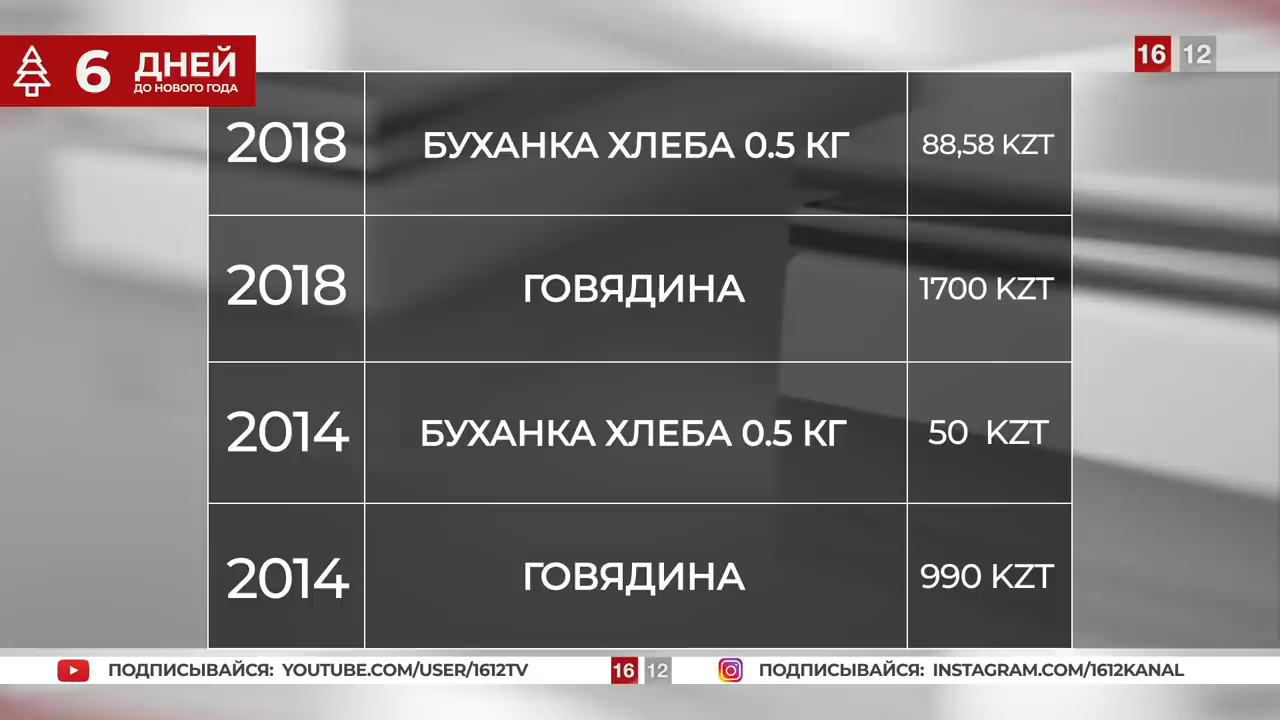 6 ДНЕЙ
ДО НОВОГО ГОДА
16 12
2018 БУХАНКА ХЛЕБА 0.5 КГ 88,58 KZT
2018 ГОВЯДИНА 1700 KZT
2014 БУХАНКА ХЛЕБА 0.5 КГ 50 KZT
2014 ГОВЯДИНА 990 KZT
ПОДПИСЫВАЙСЯ: YOUTUBE.COM/USER/1612TV 16 12 ПОДПИСЫВАЙСЯ: INSTAGRAM.COM/1612KANAL